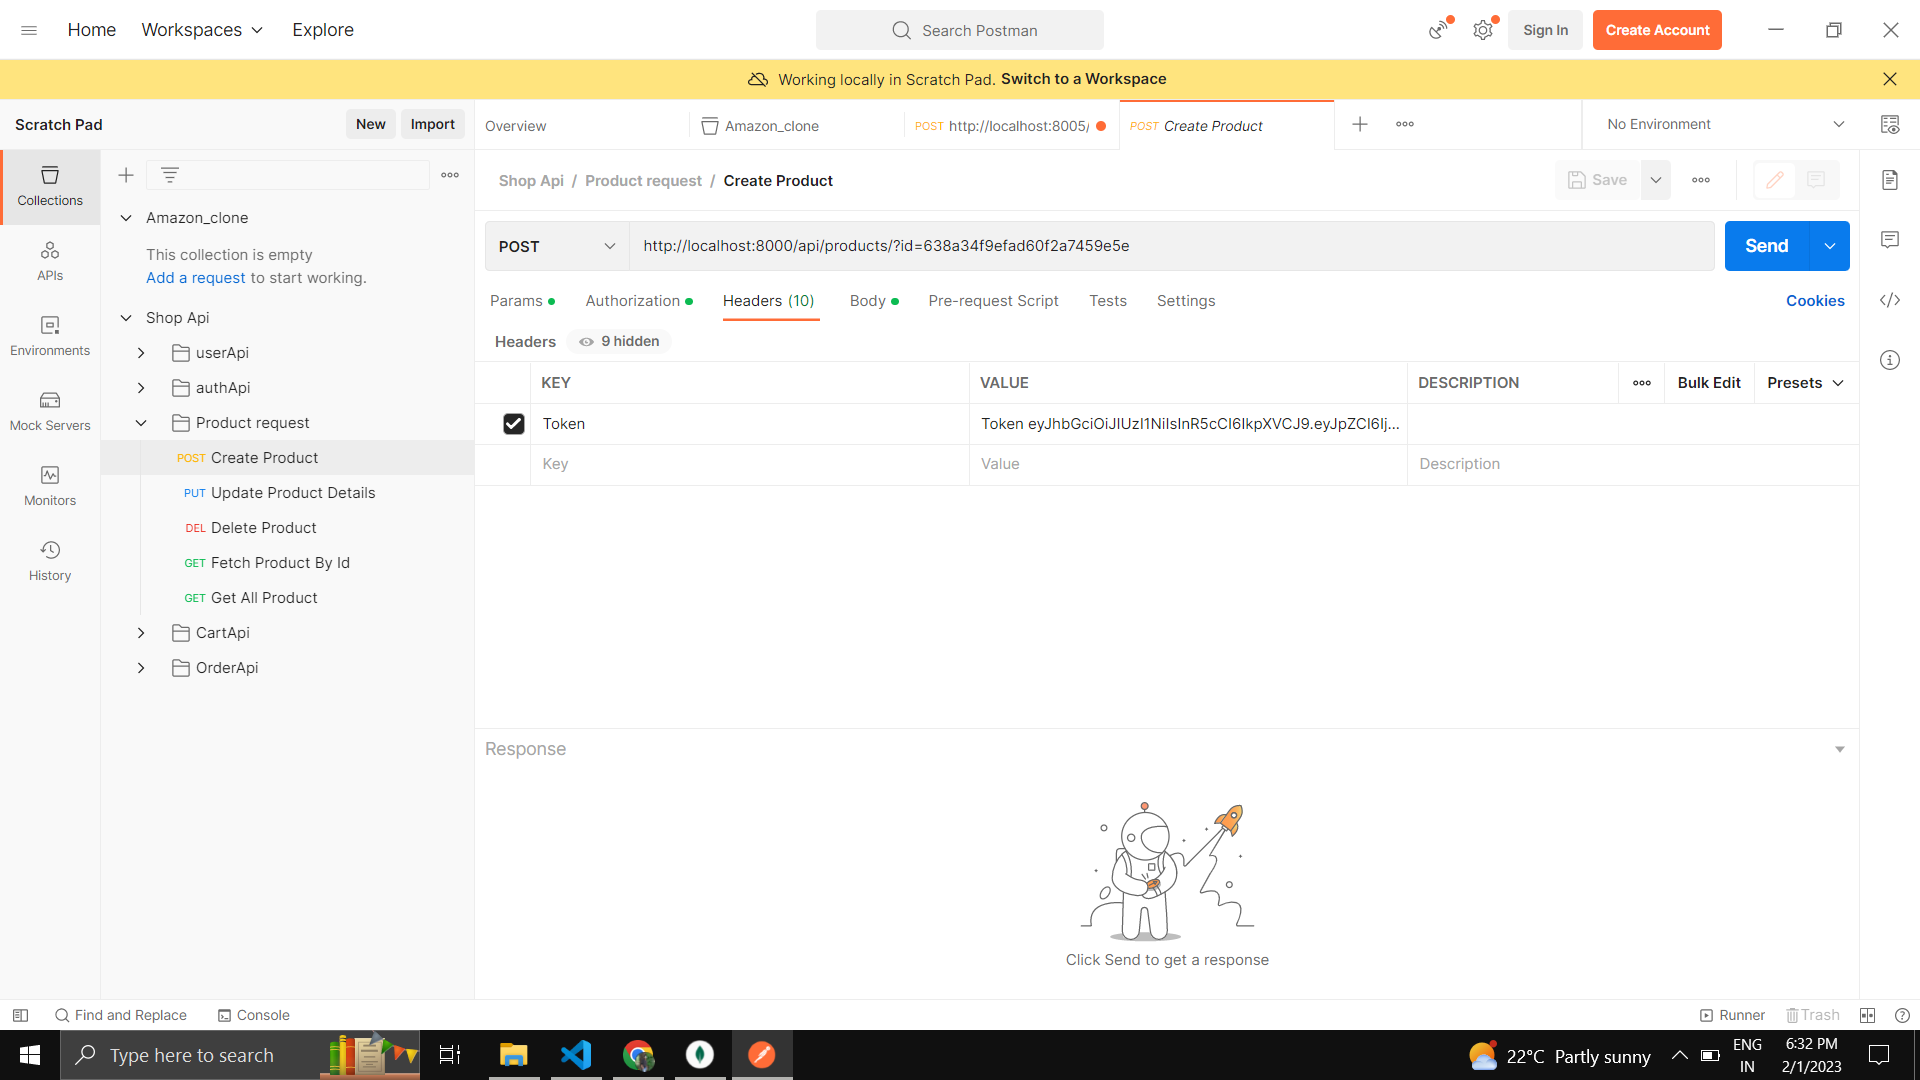 Home Workspaces Explore Search Postman Sign In Create Account
Working locally in Scratch Pad. Switch to a Workspace
Scratch Pad New Import
Overview Amazon_clone POST http://localhost:8005/ POST Create Product No Environment
Collections
APIs
Environments
Mock Servers
Monitors
History
Amazon_clone
This collection is empty
Add a request to start working.
Shop Api
userApi
authApi
Product request
POST Create Product
PUT Update Product Details
DEL Delete Product
GET Fetch Product By Id
GET Get All Product
CartApi
OrderApi
Shop Api / Product request / Create Product Save
POST http://localhost:8000/api/products/?id=638a34f9efad60f2a7459e5e Send
Params Authorization Headers (10) Body Pre-request Script Tests Settings Cookies
Headers 9 hidden
KEY VALUE DESCRIPTION Bulk Edit Presets
Token Token eyJhbGciOiJIUzI1NiIsInR5cCI6IkpXVCJ9.eyJpZCI6Ij...
Key Value Description
Response
Click Send to get a response
Find and Replace Console Runner Trash
Type here to search 22°C Partly sunny ENG IN 6:32 PM 2/1/2023